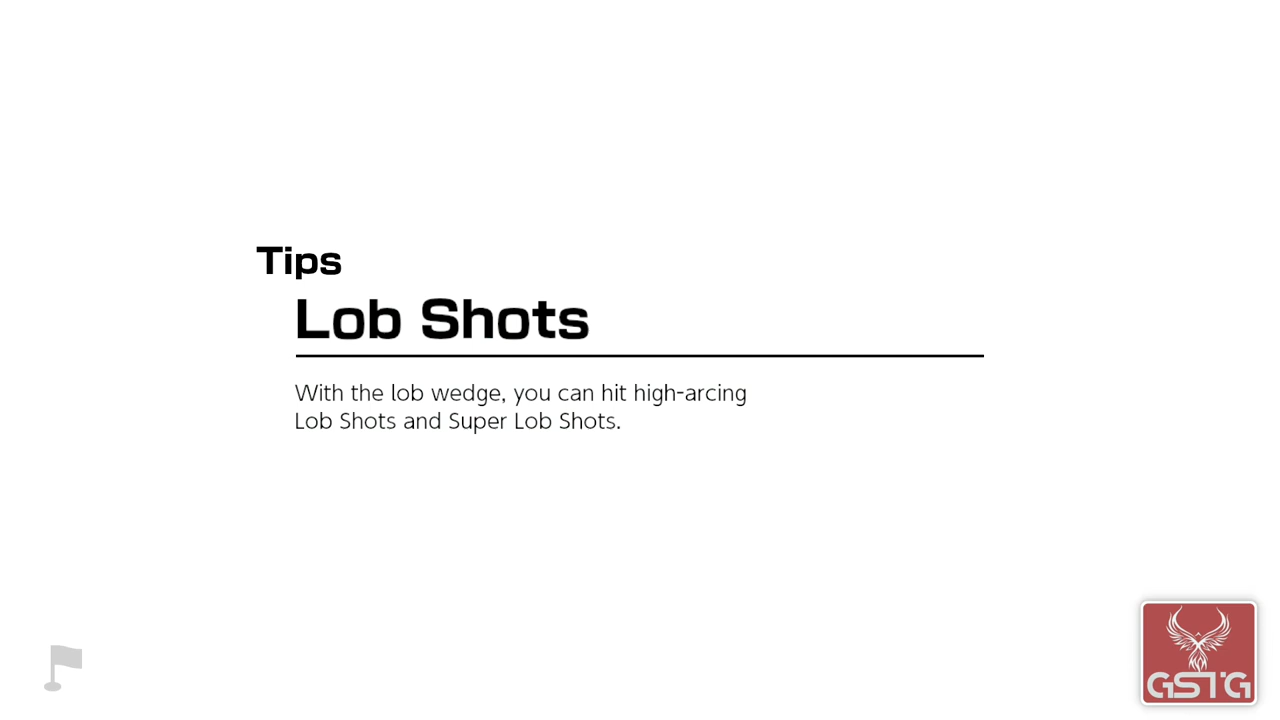 Tips
Lob Shots
With the lob wedge, you can hit high-arcing
Lob Shots and Super Lob Shots.
GSTG